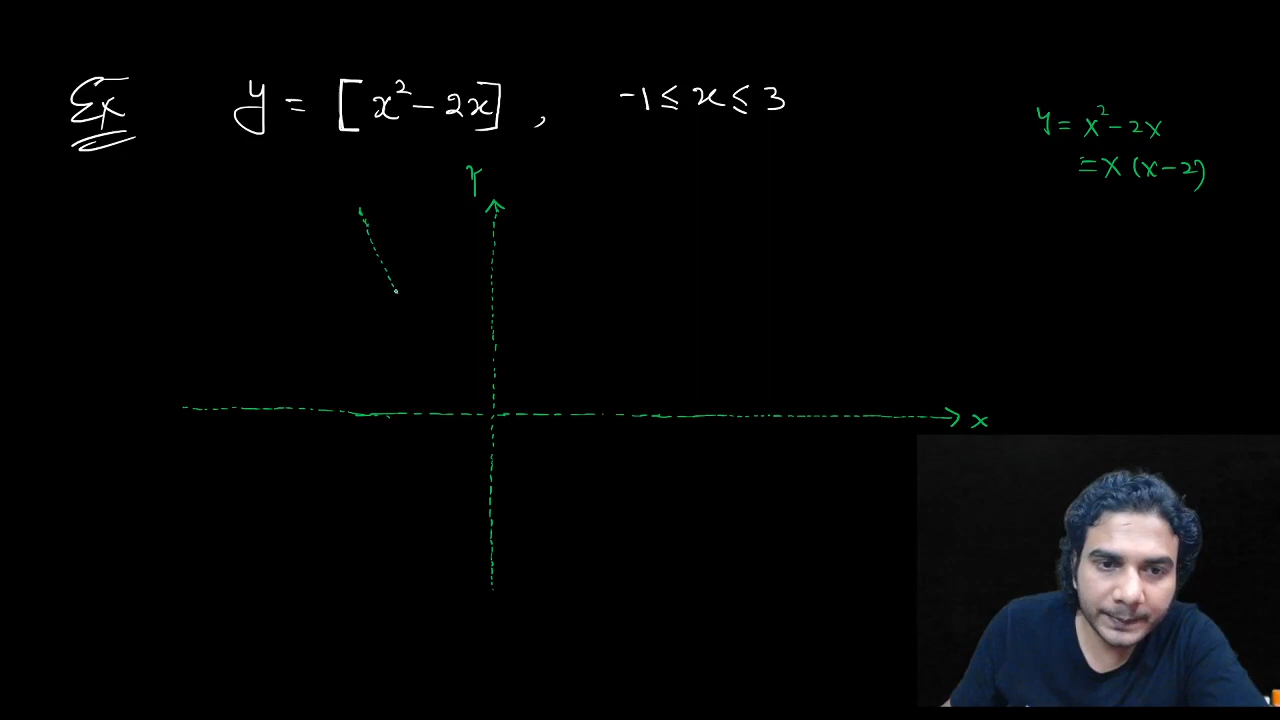 Ex y = [x² - 2x] , -1 ≤ x ≤ 3
y = x² - 2x
= x (x - 2)
Y
x